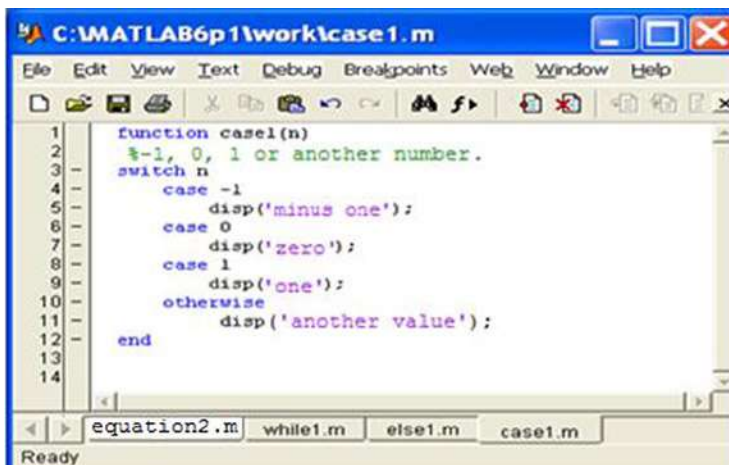 C:\MATLAB6p1\work\case1.m
File Edit View Text Debug Breakpoints Web Window Help
1 function case1(n)
2 %-1, 0, 1 or another number.
3 - switch n
4 - case -1
5 - disp('minus one');
6 - case 0
7 - disp('zero');
8 - case 1
9 - disp('one');
10 - otherwise
11 - disp('another value');
12 - end
13
14
equation2.m while1.m else1.m case1.m
Ready